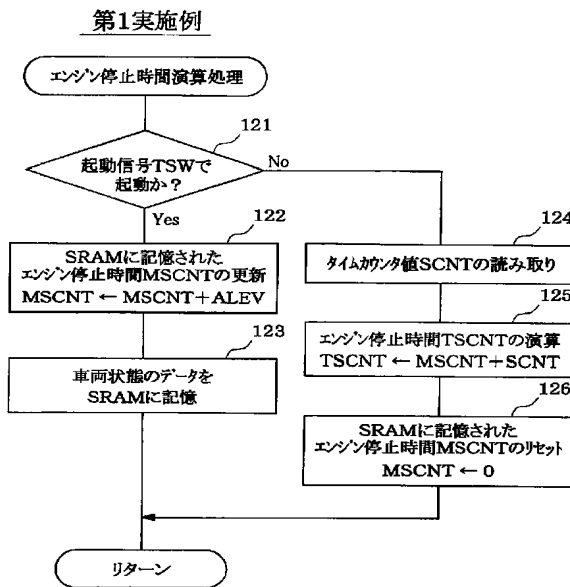 第1実施例
エンジン停止時間演算処理
121
起動信号TSWで
起動か？
No
Yes
122
SRAMに記憶された
エンジン停止時間MSCNTの更新
MSCNT ← MSCNT+ALEV
123
車両状態のデータを
SRAMに記憶
124
タイムカウンタ値SCNTの読み取り
125
エンジン停止時間TSCNTの演算
TSCNT ← MSCNT+SCNT
126
SRAMに記憶された
エンジン停止時間MSCNTのリセット
MSCNT ← 0
リターン